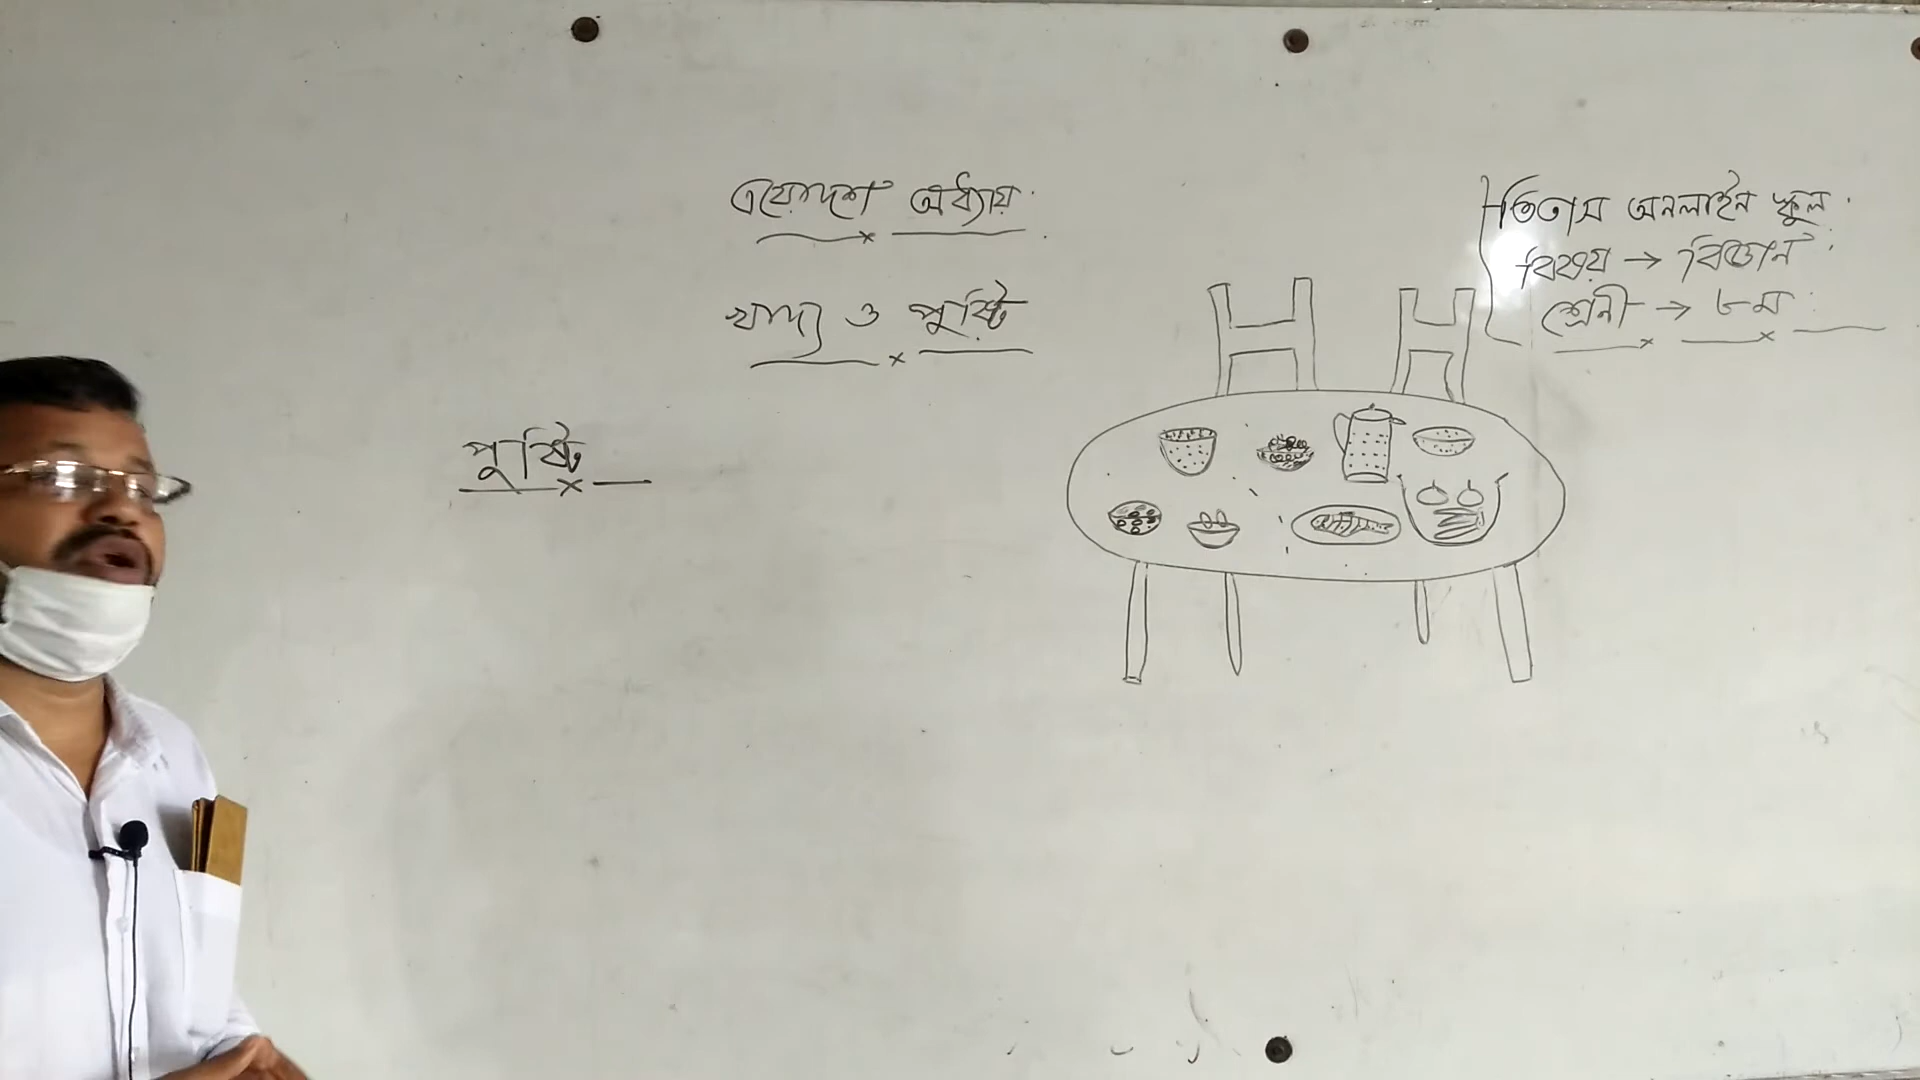 ত্রয়োদশ অধ্যায়
খাদ্য ও পুষ্টি
পুষ্টি
তিতাস অনলাইন স্কুল
বিষয় → বিজ্ঞান
শ্রেনী → ৮ম